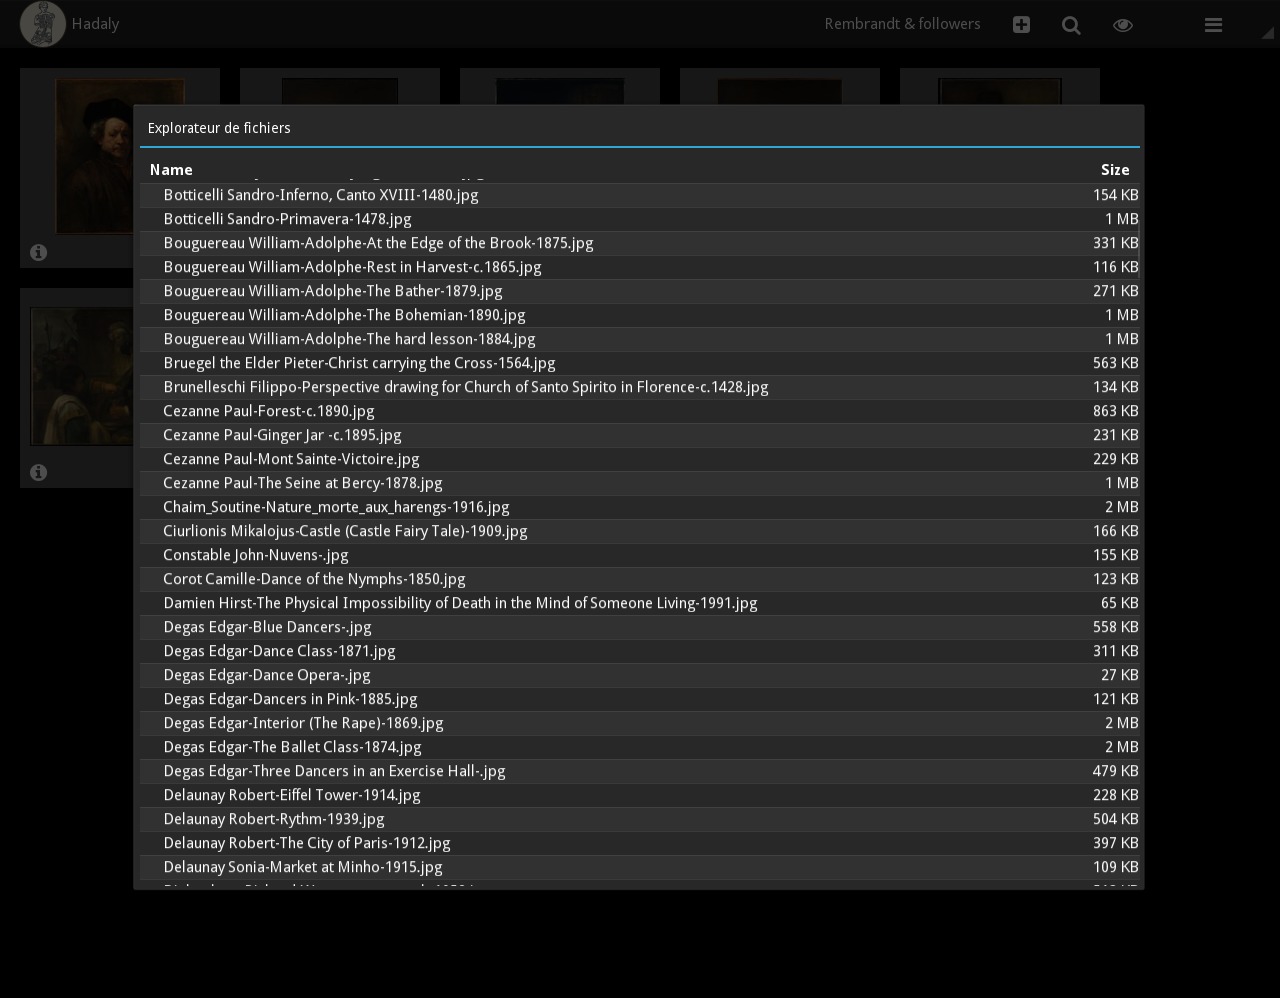 Hadaly
Rembrandt & followers
Explorateur de fichiers
Name Size
Botticelli Sandro-Inferno, Canto XVIII-1480.jpg 154 KB
Botticelli Sandro-Primavera-1478.jpg 1 MB
Bouguereau William-Adolphe-At the Edge of the Brook-1875.jpg 331 KB
Bouguereau William-Adolphe-Rest in Harvest-c.1865.jpg 116 KB
Bouguereau William-Adolphe-The Bather-1879.jpg 271 KB
Bouguereau William-Adolphe-The Bohemian-1890.jpg 1 MB
Bouguereau William-Adolphe-The hard lesson-1884.jpg 1 MB
Bruegel the Elder Pieter-Christ carrying the Cross-1564.jpg 563 KB
Brunelleschi Filippo-Perspective drawing for Church of Santo Spirito in Florence-c.1428.jpg 134 KB
Cezanne Paul-Forest-c.1890.jpg 863 KB
Cezanne Paul-Ginger Jar -c.1895.jpg 231 KB
Cezanne Paul-Mont Sainte-Victoire.jpg 229 KB
Cezanne Paul-The Seine at Bercy-1878.jpg 1 MB
Chaim_Soutine-Nature_morte_aux_harengs-1916.jpg 2 MB
Ciurlionis Mikalojus-Castle (Castle Fairy Tale)-1909.jpg 166 KB
Constable John-Nuvens-.jpg 155 KB
Corot Camille-Dance of the Nymphs-1850.jpg 123 KB
Damien Hirst-The Physical Impossibility of Death in the Mind of Someone Living-1991.jpg 65 KB
Degas Edgar-Blue Dancers-.jpg 558 KB
Degas Edgar-Dance Class-1871.jpg 311 KB
Degas Edgar-Dance Opera-.jpg 27 KB
Degas Edgar-Dancers in Pink-1885.jpg 121 KB
Degas Edgar-Interior (The Rape)-1869.jpg 2 MB
Degas Edgar-The Ballet Class-1874.jpg 2 MB
Degas Edgar-Three Dancers in an Exercise Hall-.jpg 479 KB
Delaunay Robert-Eiffel Tower-1914.jpg 228 KB
Delaunay Robert-Rythm-1939.jpg 504 KB
Delaunay Robert-The City of Paris-1912.jpg 397 KB
Delaunay Sonia-Market at Minho-1915.jpg 109 KB